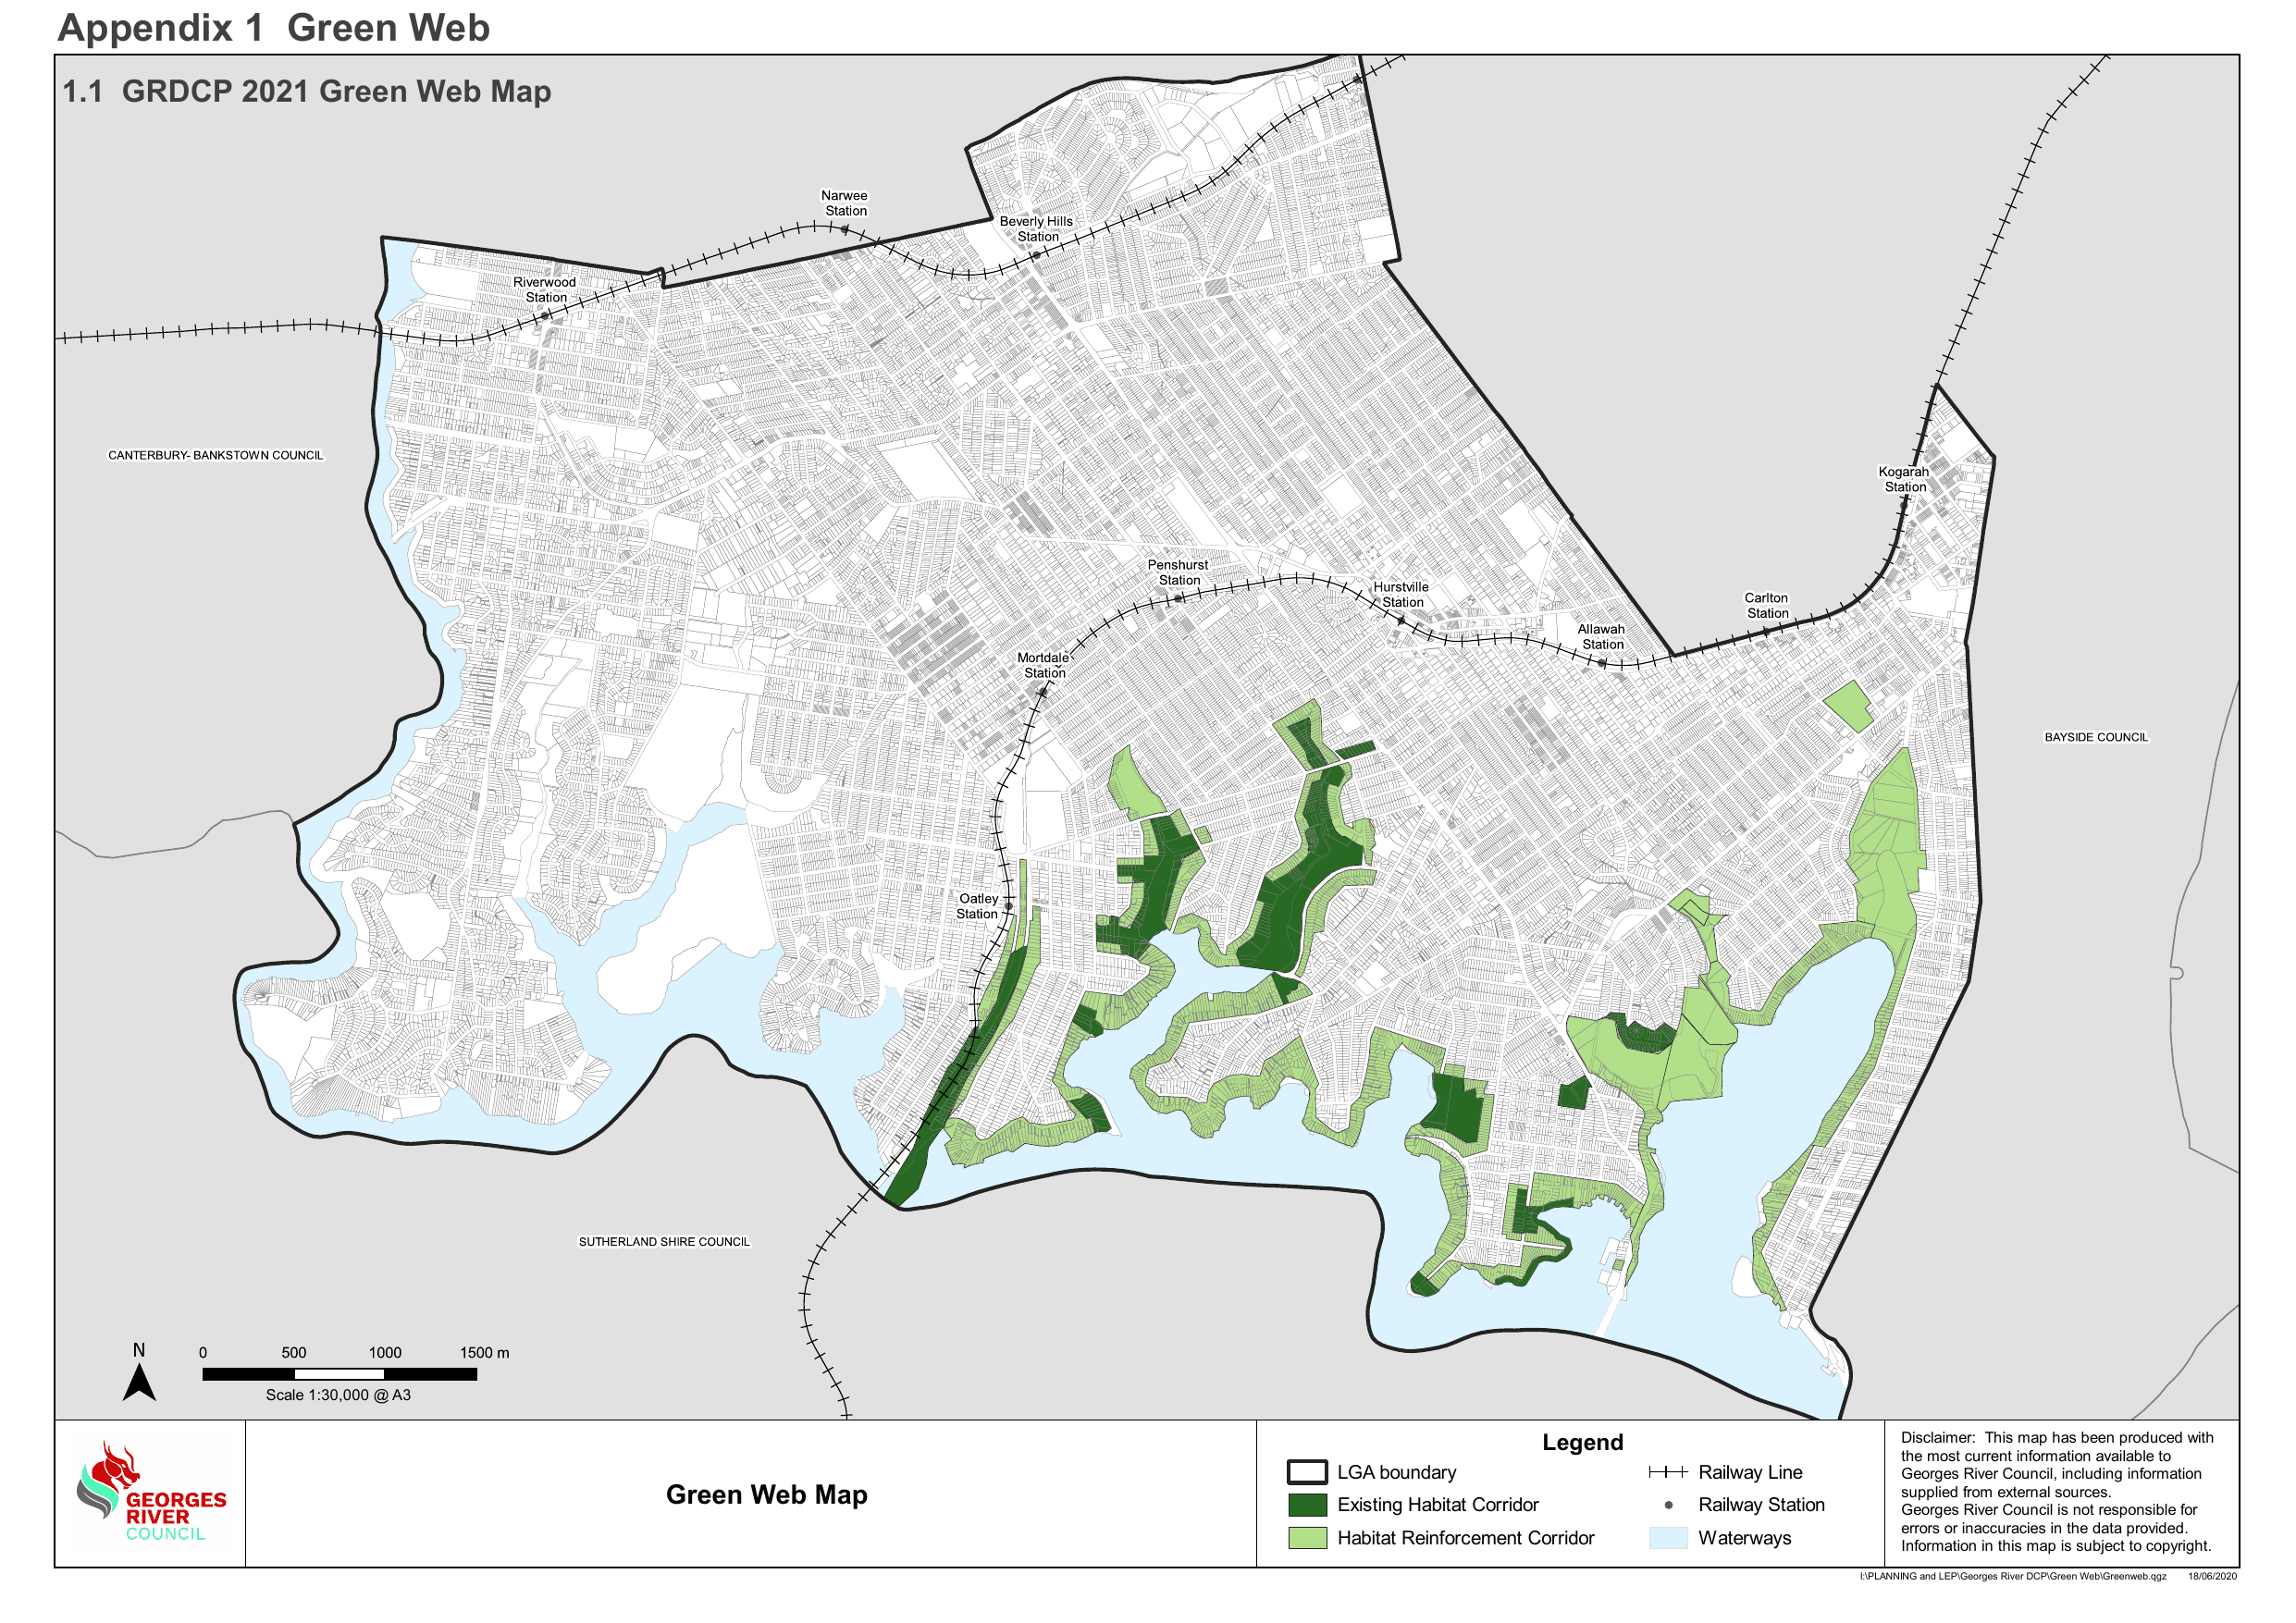 Appendix 1 Green Web
1.1 GRDCP 2021 Green Web Map
Narwee
Station
Beverly Hills
Station
Riverwood
Station
CANTERBURY- BANKSTOWN COUNCIL
Kogarah
Station
Penshurst
Station
Hurstville
Station
Carlton
Station
Allawah
Station
Mortdale
Station
BAYSIDE COUNCIL
Oatley
Station
SUTHERLAND SHIRE COUNCIL
N
0 500 1000 1500 m
Scale 1:30,000 @ A3
GEORGES
RIVER
COUNCIL
Green Web Map
Legend
LGA boundary
Existing Habitat Corridor
Habitat Reinforcement Corridor
Railway Line
Railway Station
Waterways
Disclaimer: This map has been produced with
the most current information available to
Georges River Council, including information
supplied from external sources.
Georges River Council is not responsible for
errors or inaccuracies in the data provided.
Information in this map is subject to copyright.
I:\PLANNING and LEP\Georges River DCP\Green Web\Greenweb.qgz 18/06/2020